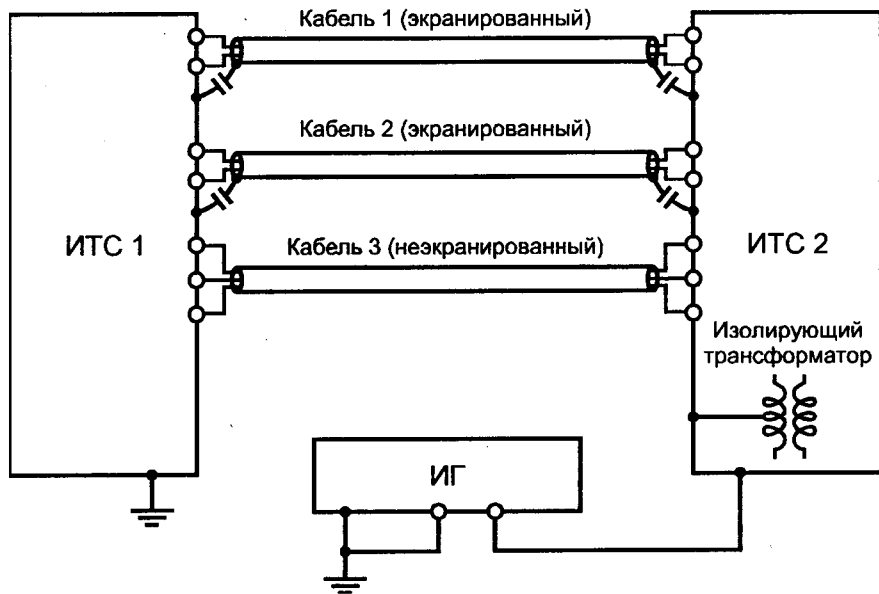 Кабель 1 (экранированный)
Кабель 2 (экранированный)
ИТС 1
Кабель 3 (неэкранированный)
ИТС 2
Изолирующий
трансформатор
ИГ